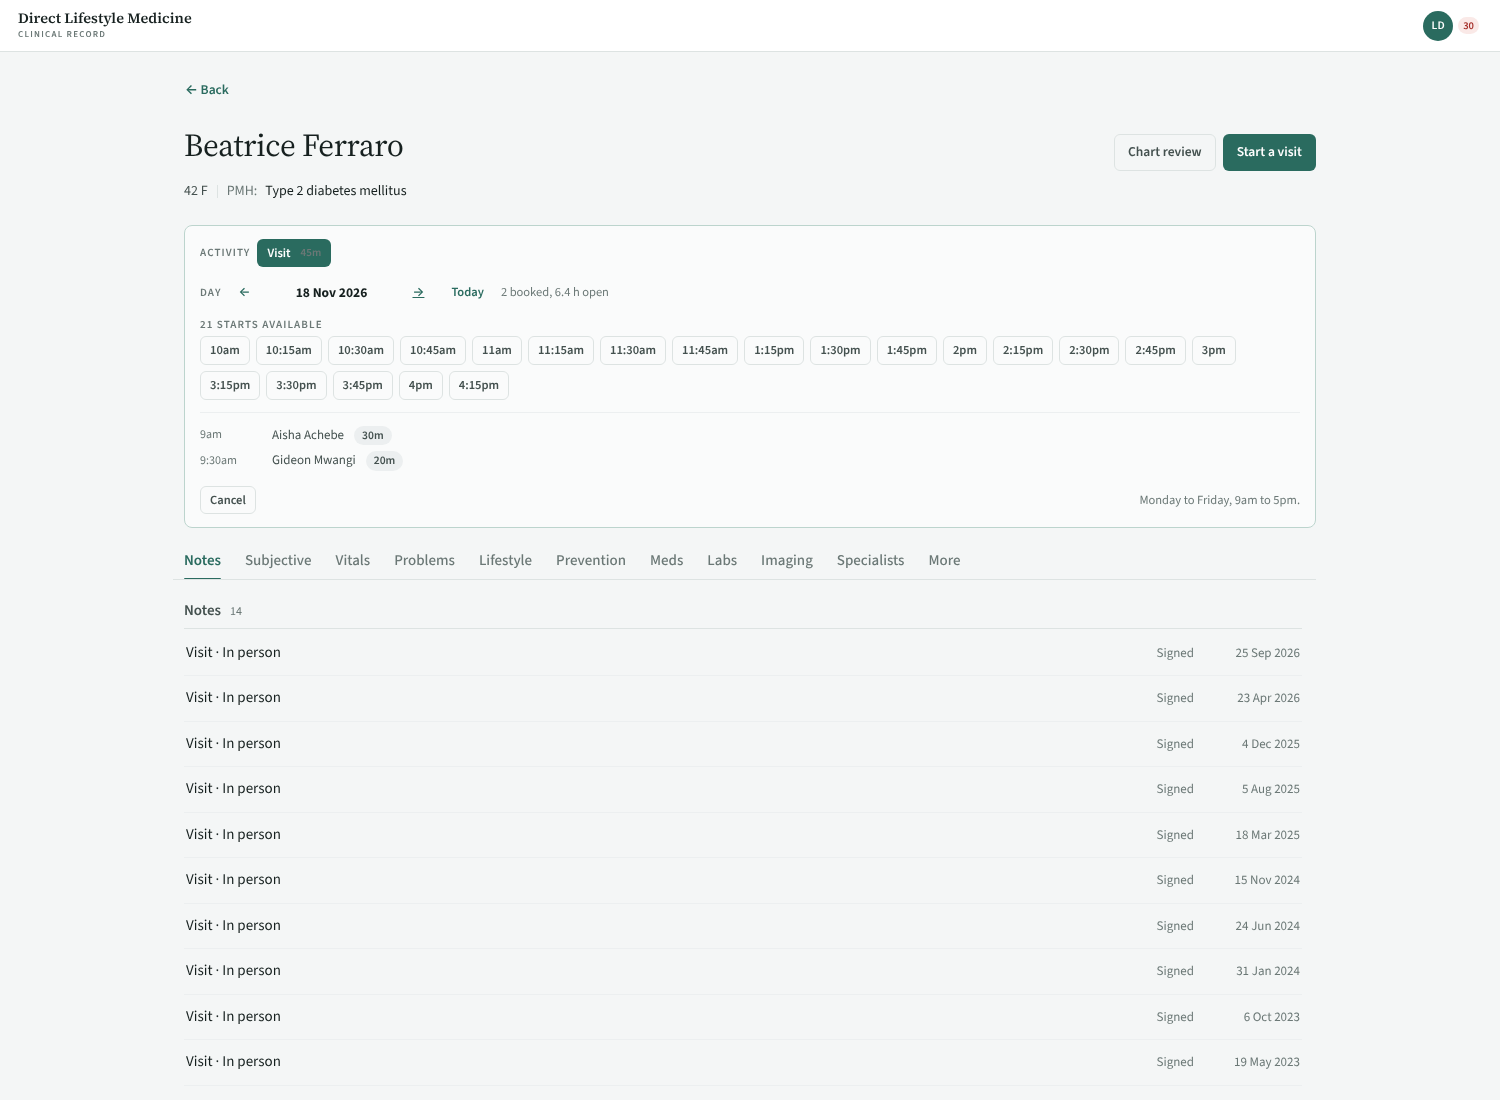 Direct Lifestyle Medicine
CLINICAL RECORD
LD 30
← Back
Beatrice Ferraro
Chart review Start a visit
42 F PMH: Type 2 diabetes mellitus
ACTIVITY Visit 45m
DAY ← 18 Nov 2026 → Today 2 booked, 6.4 h open
21 STARTS AVAILABLE
10am 10:15am 10:30am 10:45am 11am 11:15am 11:30am 11:45am 1:15pm 1:30pm 1:45pm 2pm 2:15pm 2:30pm 2:45pm 3pm
3:15pm 3:30pm 3:45pm 4pm 4:15pm
9am Aisha Achebe 30m
9:30am Gideon Mwangi 20m
Cancel Monday to Friday, 9am to 5pm.
Notes Subjective Vitals Problems Lifestyle Prevention Meds Labs Imaging Specialists More
Notes 14
Visit · In person Signed 25 Sep 2026
Visit · In person Signed 23 Apr 2026
Visit · In person Signed 4 Dec 2025
Visit · In person Signed 5 Aug 2025
Visit · In person Signed 18 Mar 2025
Visit · In person Signed 15 Nov 2024
Visit · In person Signed 24 Jun 2024
Visit · In person Signed 31 Jan 2024
Visit · In person Signed 6 Oct 2023
Visit · In person Signed 19 May 2023